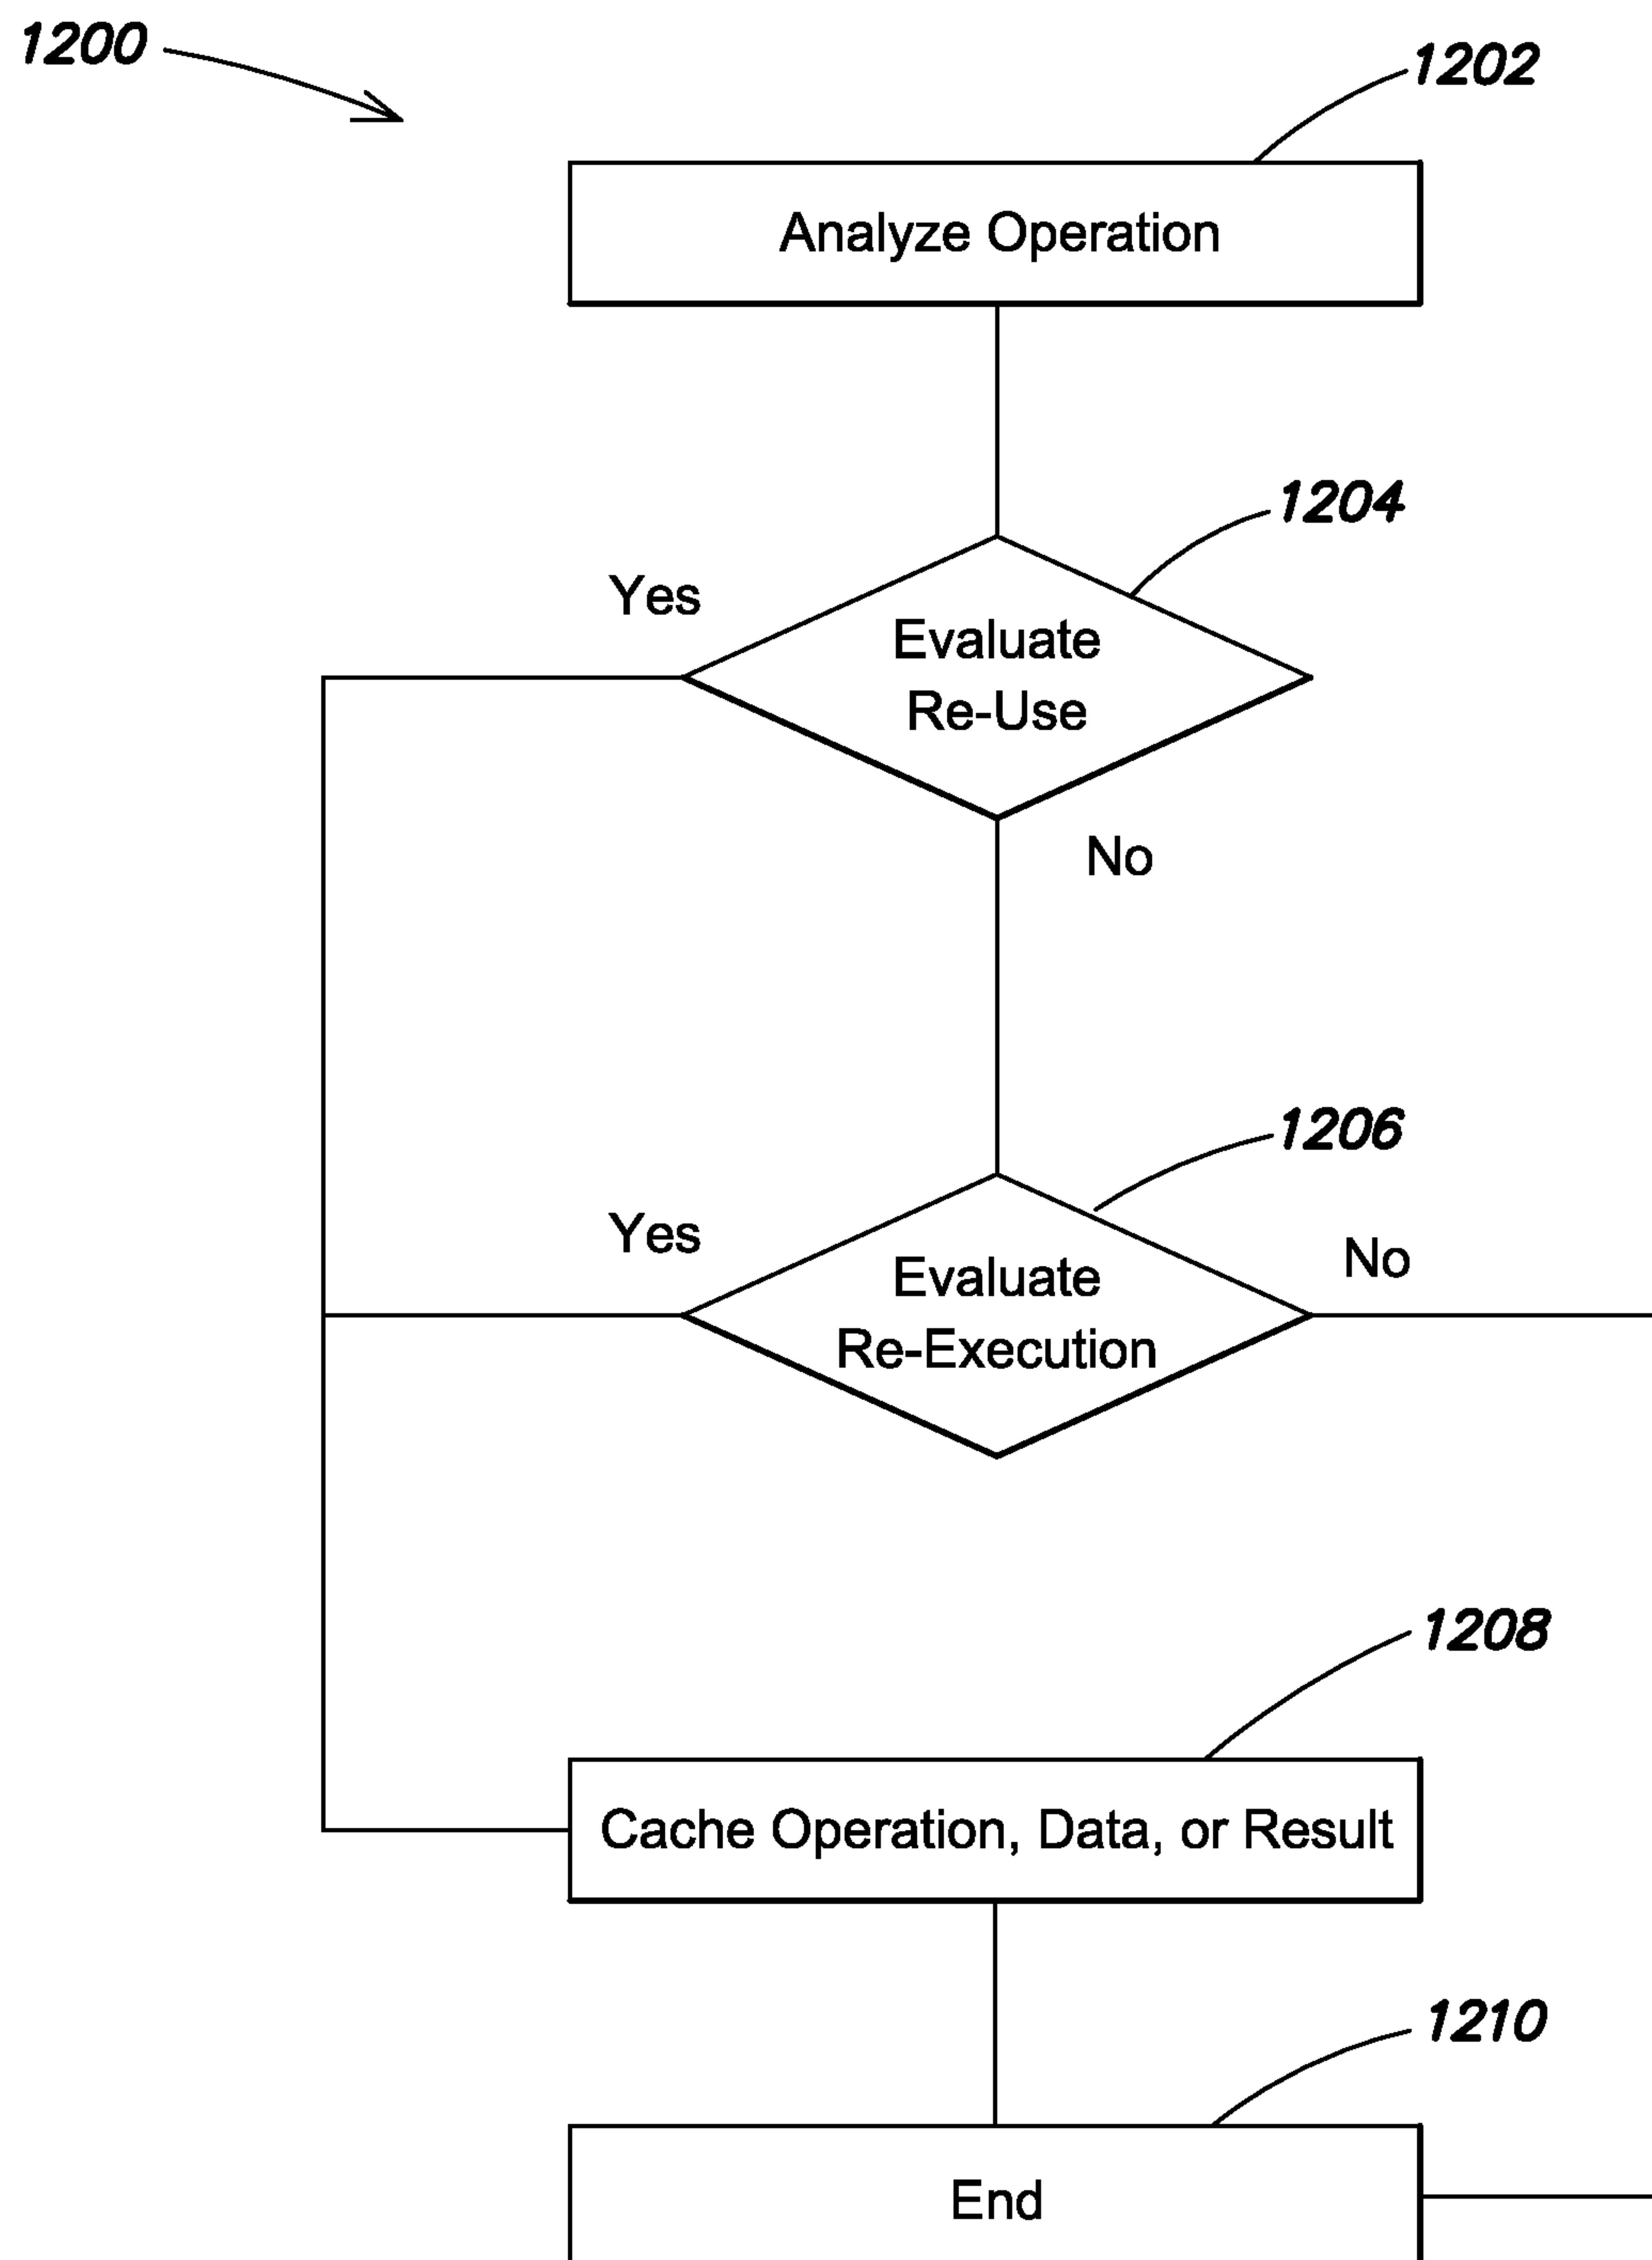 1200
1202
Analyze Operation
1204
Yes
Evaluate
Re-Use
No
1206
Yes
No
Evaluate
Re-Execution
1208
Cache Operation, Data, or Result
1210
End